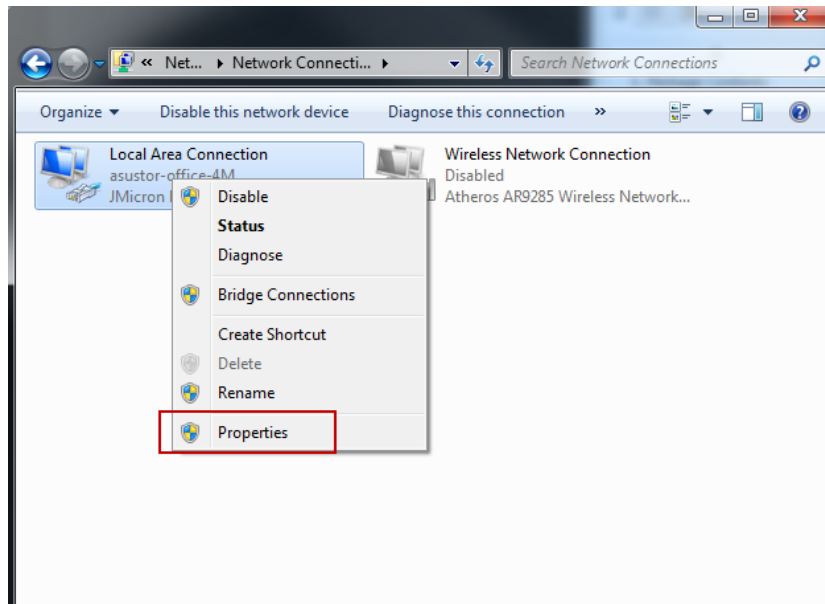 « Net... Network Connecti...
Search Network Connections
Organize Disable this network device Diagnose this connection »
Local Area Connection
asustor-office-4M
JMicron
Wireless Network Connection
Disabled
Atheros AR9285 Wireless Network...
Disable
Status
Diagnose
Bridge Connections
Create Shortcut
Delete
Rename
Properties